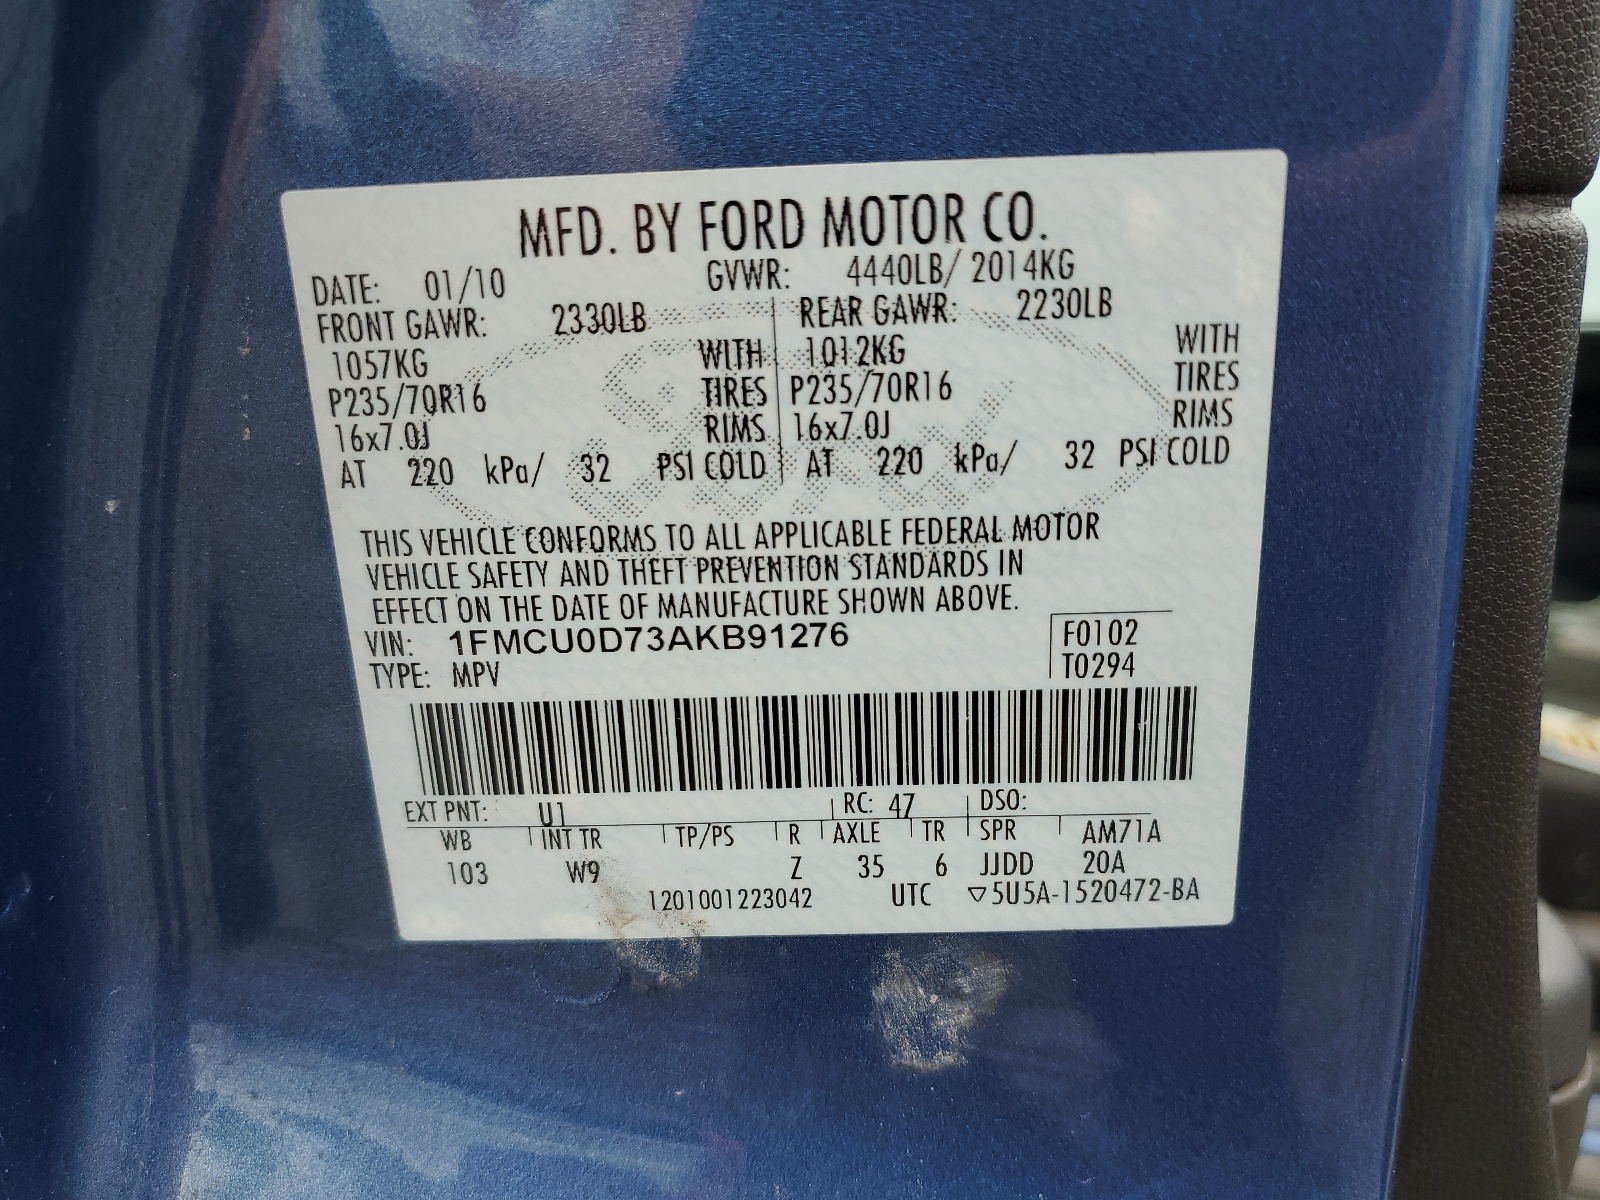 MFD. BY FORD MOTOR CO.
DATE: 01/10 GVWR: 4440LB/ 2014KG
FRONT GAWR: 2330LB REAR GAWR: 2230LB
1057KG WITH 1012KG WITH
P235/70R16 TIRES P235/70R16 TIRES
16x7.0J RIMS 16x7.0J RIMS
AT 220 kPa/ 32 PSI COLD AT 220 kPa/ 32 PSI COLD
THIS VEHICLE CONFORMS TO ALL APPLICABLE FEDERAL MOTOR
VEHICLE SAFETY AND THEFT PREVENTION STANDARDS IN
EFFECT ON THE DATE OF MANUFACTURE SHOWN ABOVE.
VIN: 1FMCU0D73AKB91276 F0102
TYPE: MPV T0294
EXT PNT: U1 RC: 47 DSO:
WB INT TR TP/PS R AXLE TR SPR AM71A
103 W9 Z 35 6 JJDD 20A
1201001223042 UTC ▽5U5A-1520472-BA